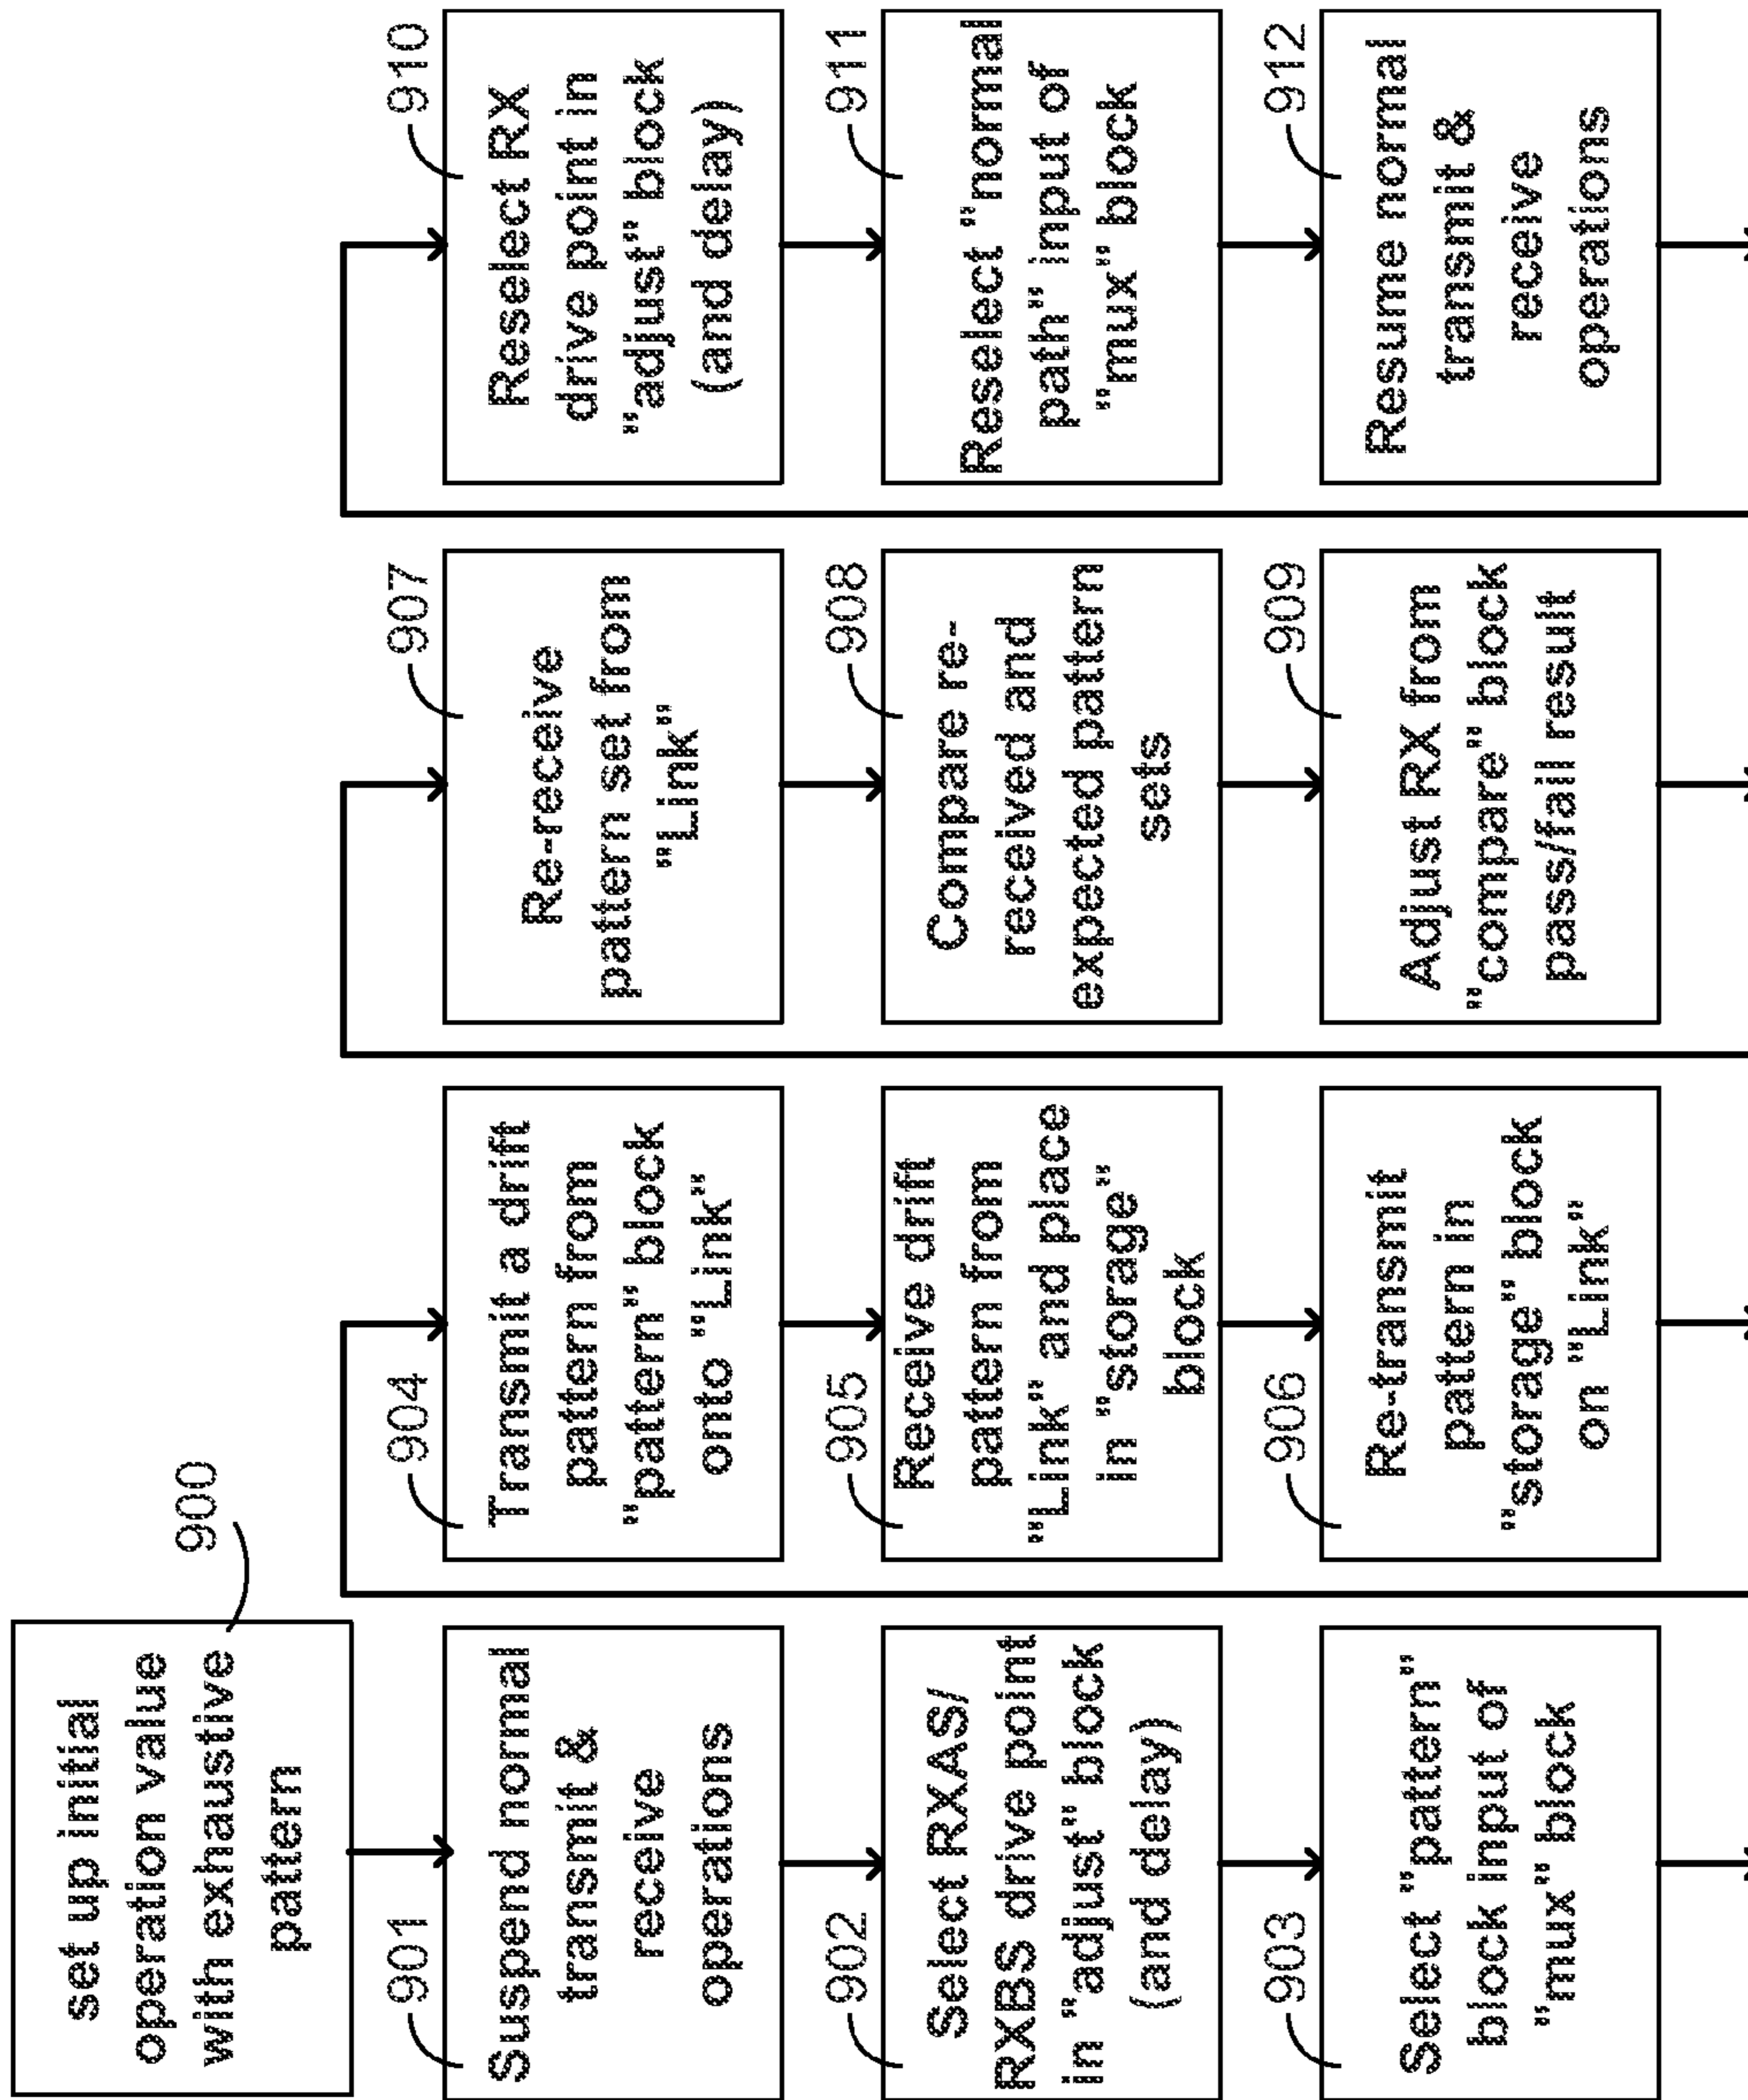 set up initial
operation value
with exhaustive
pattern
900
901
Suspend normal
transmit &
receive
operations
902
Select RXAS/
RXBS drive point
in "adjust" block
(and delay)
903
Select "pattern"
block input of
"mux" block
904
Transmit a drift
pattern from
"pattern" block
onto "Link"
905
Receive drift
pattern from
"Link" and place
in "storage"
block
906
Re-transmit
pattern in
"storage" block
on "Link"
907
Re-receive
pattern set from
"Link"
908
Compare re-
received and
expected pattern
sets
909
Adjust RX from
"compare" block
pass/fail result
910
Reselect RX
drive point in
"adjust" block
(and delay)
911
Reselect "normal
path" input of
"mux" block
912
Resume normal
transmit &
receive
operations